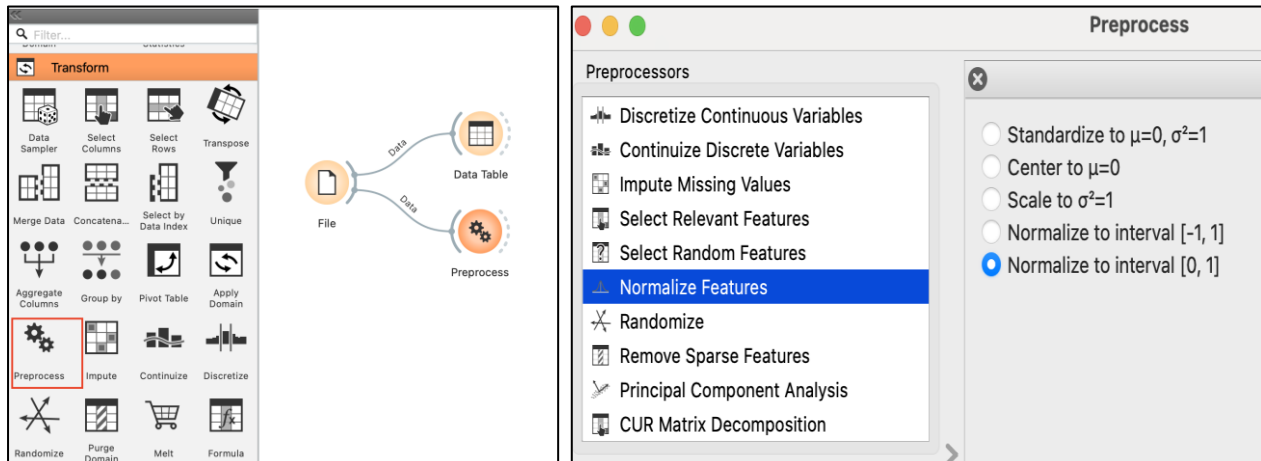 Filter...
Domain Statistics
Transform
Data Sampler
Select Columns
Select Rows
Transpose
Merge Data
Concatena...
Select by Data Index
Unique
Aggregate Columns
Group by
Pivot Table
Apply Domain
Preprocess
Impute
Continuize
Discretize
Randomize
Purge Domain
Melt
Formula
File
Data
Data
Data Table
Preprocess
Preprocess
Preprocessors
Discretize Continuous Variables
Continuize Discrete Variables
Impute Missing Values
Select Relevant Features
Select Random Features
Normalize Features
Randomize
Remove Sparse Features
Principal Component Analysis
CUR Matrix Decomposition
Standardize to μ=0, σ²=1
Center to μ=0
Scale to σ²=1
Normalize to interval [-1, 1]
Normalize to interval [0, 1]